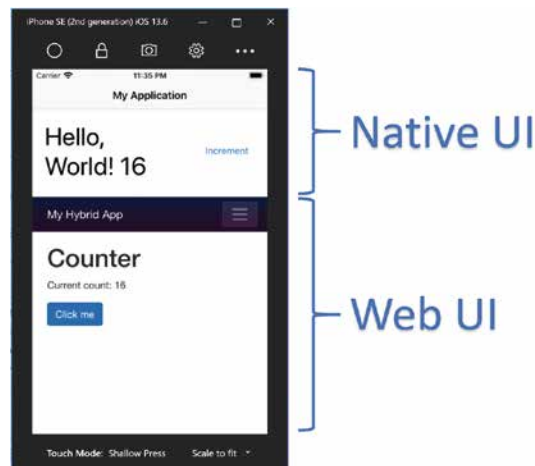 iPhone SE (2nd generation) iOS 13.6
Carrier 11:35 PM
My Application
Hello,
World! 16
Increment
Native UI
My Hybrid App
Counter
Current count: 16
Click me
Web UI
Touch Mode: Shallow Press Scale to fit